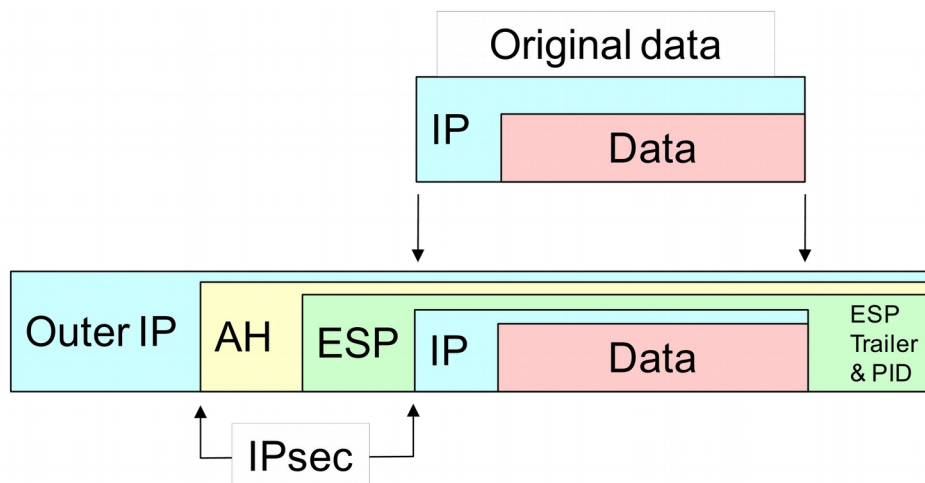 Original data
IP
Data
Outer IP
AH
ESP
IP
Data
ESP
Trailer
& PID
IPsec